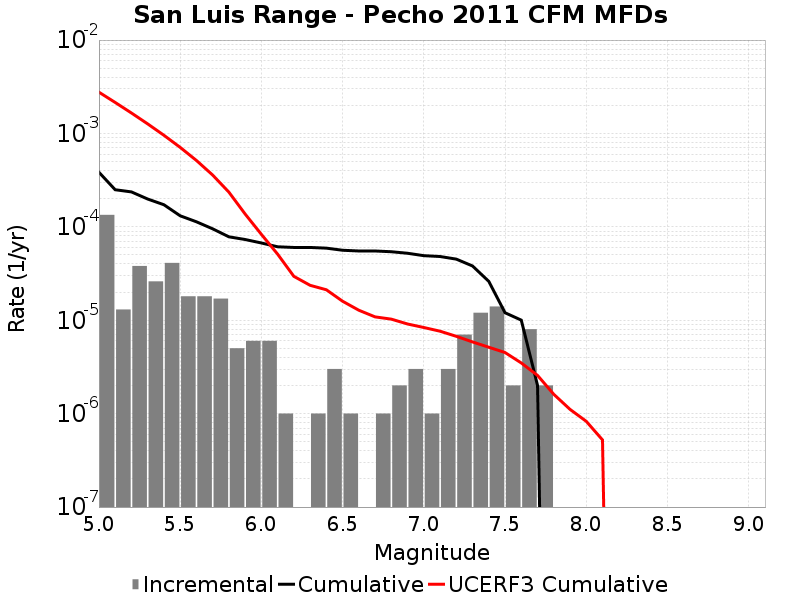 San Luis Range - Pecho 2011 CFM MFDs
Rate (1/yr)
10-2
10-3
10-4
10-5
10-6
10-7
5.0 5.5 6.0 6.5 7.0 7.5 8.0 8.5 9.0
Magnitude
Incremental Cumulative UCERF3 Cumulative